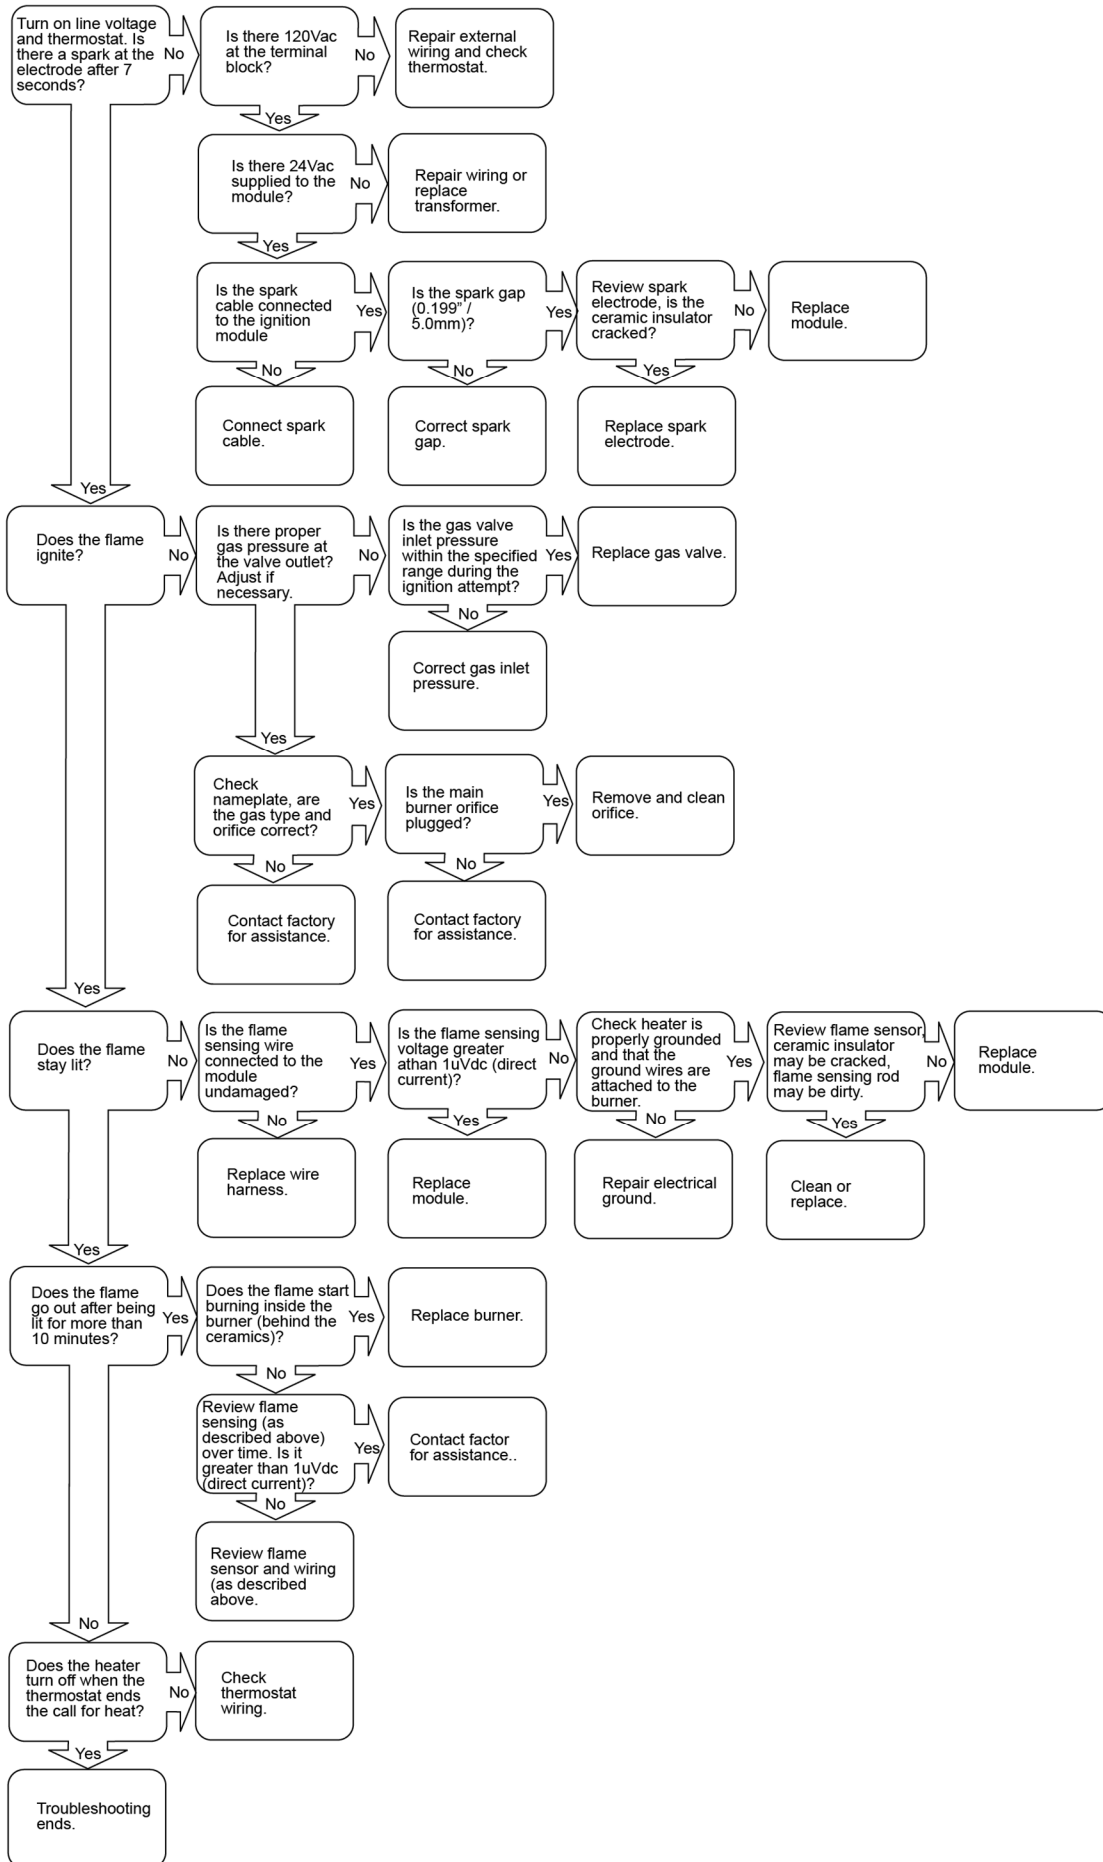 Turn on line voltage
and thermostat. Is
there a spark at the
electrode after 7
seconds?
No
Is there 120Vac
at the terminal
block?
No
Repair external
wiring and check
thermostat.
Yes
Is there 24Vac
supplied to the
module?
No
Repair wiring or
replace
transformer.
Yes
Is the spark
cable connected
to the ignition
module
Yes
Is the spark gap
(0.199” /
5.0mm)?
Yes
Review spark
electrode, is the
ceramic insulator
cracked?
No
Replace
module.
No
No
Yes
Connect spark
cable.
Correct spark
gap.
Replace spark
electrode.
Yes
Does the flame
ignite?
No
Is there proper
gas pressure at
the valve outlet?
Adjust if
necessary.
No
Is the gas valve
inlet pressure
within the specified
range during the
ignition attempt?
Yes
Replace gas valve.
No
Correct gas inlet
pressure.
Yes
Check
nameplate, are
the gas type and
orifice correct?
Yes
Is the main
burner orifice
plugged?
Yes
Remove and clean
orifice.
No
No
Contact factory
for assistance.
Contact factory
for assistance.
Yes
Does the flame
stay lit?
No
Is the flame
sensing wire
connected to the
module
undamaged?
Yes
Is the flame sensing
voltage greater
athan 1uVdc (direct
current)?
No
Check heater is
properly grounded
and that the
ground wires are
attached to the
burner.
Yes
Review flame sensor,
ceramic insulator
may be cracked,
flame sensing rod
may be dirty.
No
Replace
module.
No
Yes
No
Yes
Replace wire
harness.
Replace
module.
Repair electrical
ground.
Clean or
replace.
Yes
Does the flame
go out after being
lit for more than
10 minutes?
Yes
Does the flame start
burning inside the
burner (behind the
ceramics)?
Yes
Replace burner.
No
Review flame
sensing (as
described above)
over time. Is it
greater than 1uVdc
(direct current)?
Yes
Contact factor
for assistance..
No
Review flame
sensor and wiring
(as described
above.
No
Does the heater
turn off when the
thermostat ends
the call for heat?
No
Check
thermostat
wiring.
Yes
Troubleshooting
ends.